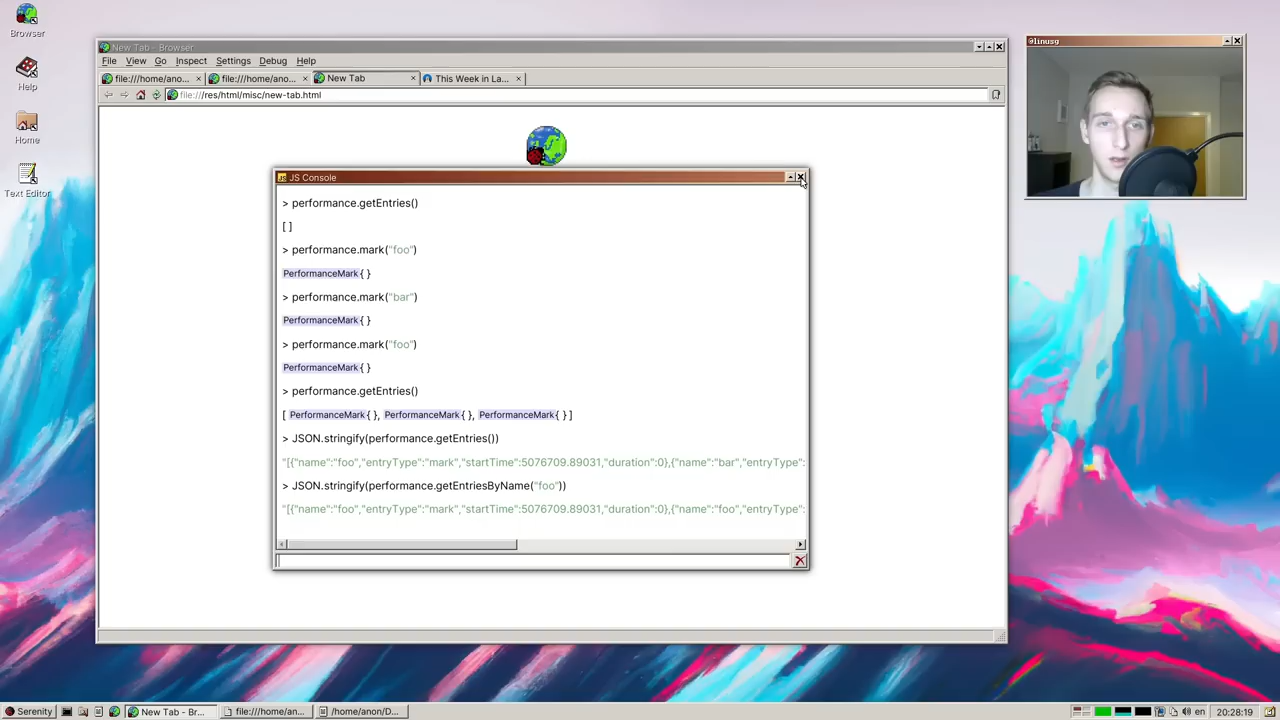 Browser
Help
Home
Text Editor
New Tab - Browser
File View Go Inspect Settings Debug Help
file:///home/ano... file:///home/anon... New Tab This Week in La...
file:///res/html/misc/new-tab.html
@linusg
JS Console
> performance.getEntries()
[ ]
> performance.mark("foo")
PerformanceMark{ }
> performance.mark("bar")
PerformanceMark{ }
> performance.mark("foo")
PerformanceMark{ }
> performance.getEntries()
[ PerformanceMark{ }, PerformanceMark{ }, PerformanceMark{ } ]
> JSON.stringify(performance.getEntries())
"[{"name":"foo","entryType":"mark","startTime":5076709.89031,"duration":0},{"name":"bar","entryType":
> JSON.stringify(performance.getEntriesByName("foo"))
"[{"name":"foo","entryType":"mark","startTime":5076709.89031,"duration":0},{"name":"foo","entryType":
Serenity New Tab - Br... file:///home/an... /home/anon/D... en 20:28:19